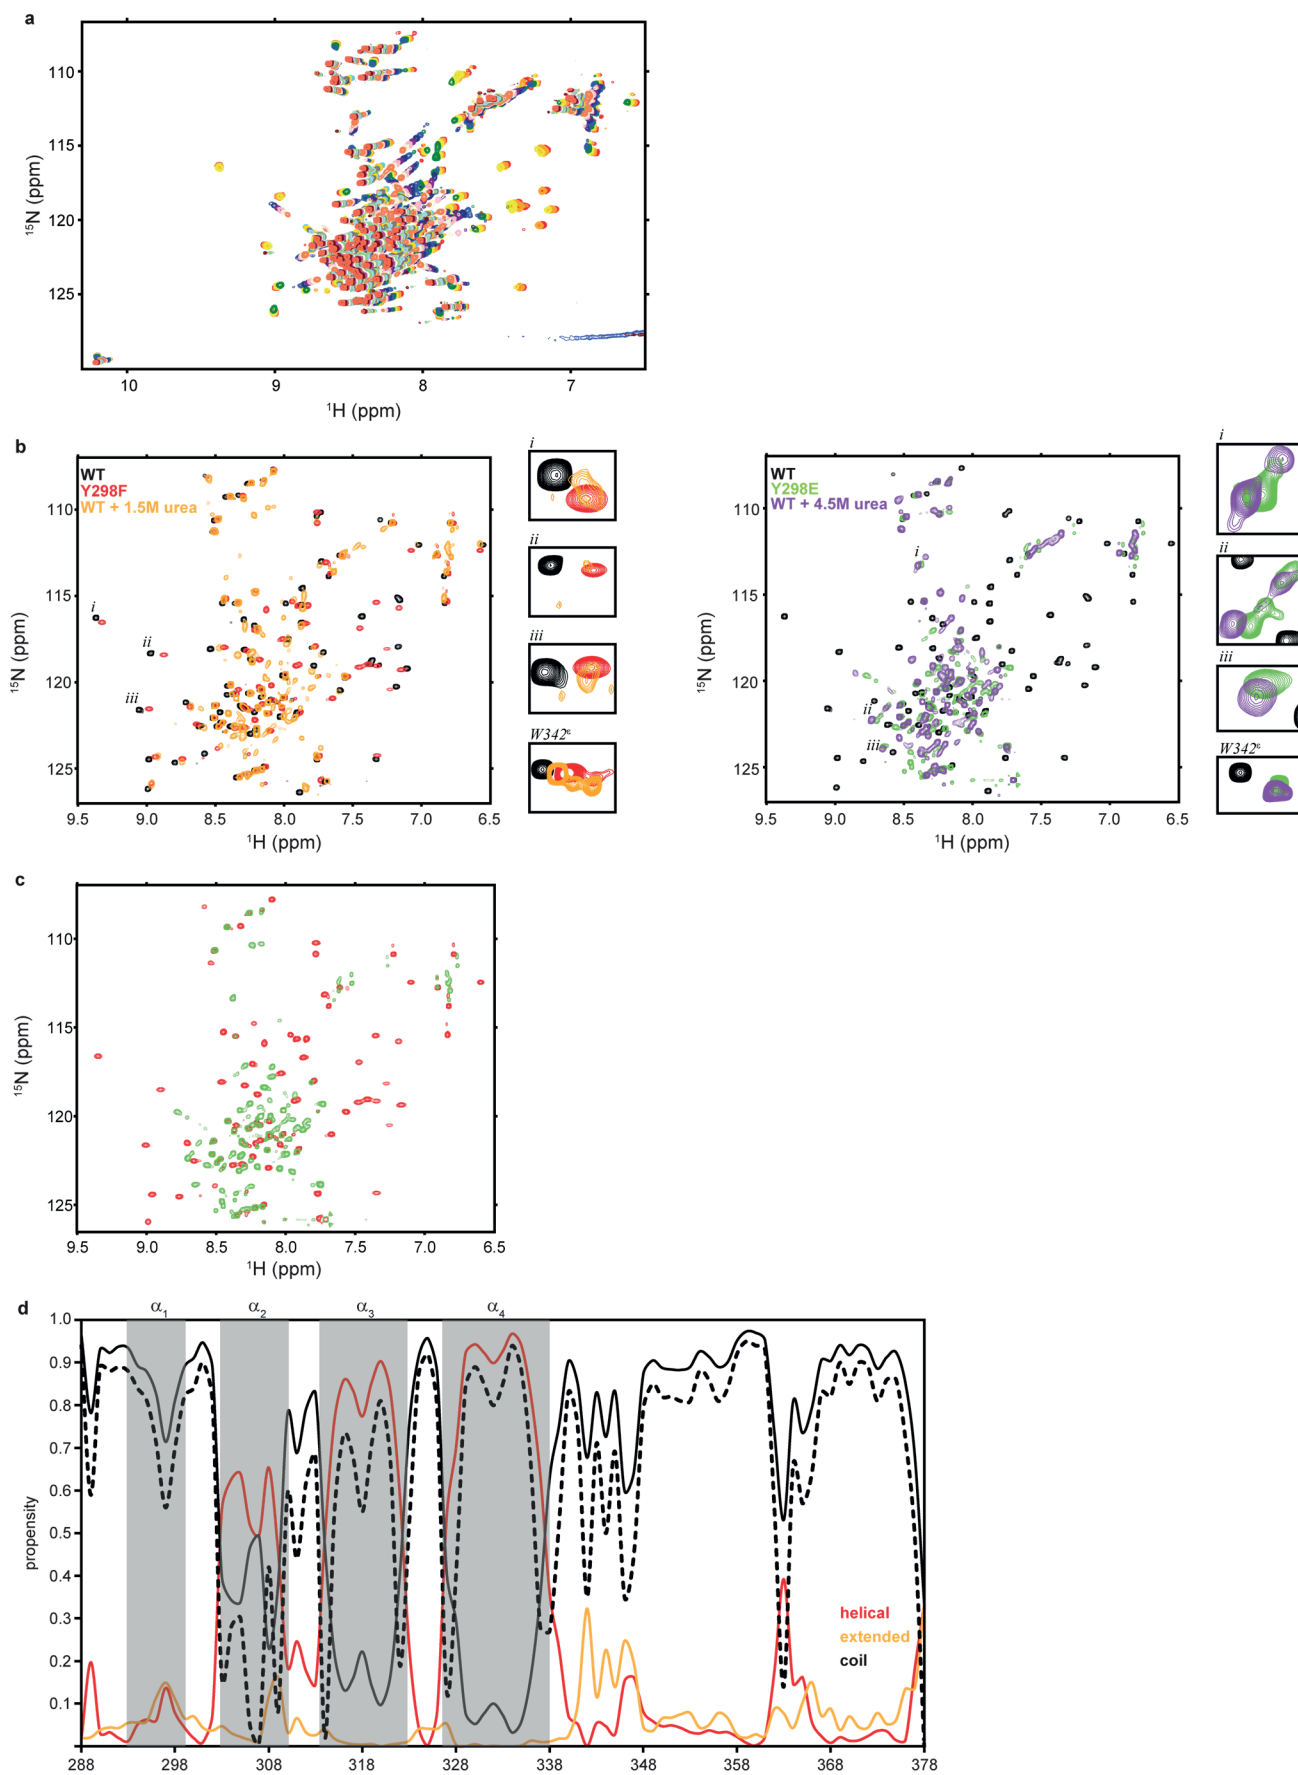 a
110
115
120
125
15N (ppm)
10
9
8
7
1H (ppm)
b
WT
Y298F
WT + 1.5M urea
i
ii
iii
110
115
120
125
15N (ppm)
9.5
9.0
8.5
8.0
7.5
7.0
6.5
1H (ppm)
i
ii
iii
W342ε
WT
Y298E
WT + 4.5M urea
i
ii
iii
110
115
120
125
15N (ppm)
9.5
9.0
8.5
8.0
7.5
7.0
6.5
1H (ppm)
i
ii
iii
W342ε
c
110
115
120
125
15N (ppm)
9.5
9.0
8.5
8.0
7.5
7.0
6.5
1H (ppm)
d
α1
α2
α3
α4
1.0
0.9
0.8
0.7
0.6
0.5
0.4
0.3
0.2
0.1
propensity
helical
extended
coil
288
298
308
318
328
338
348
358
368
378